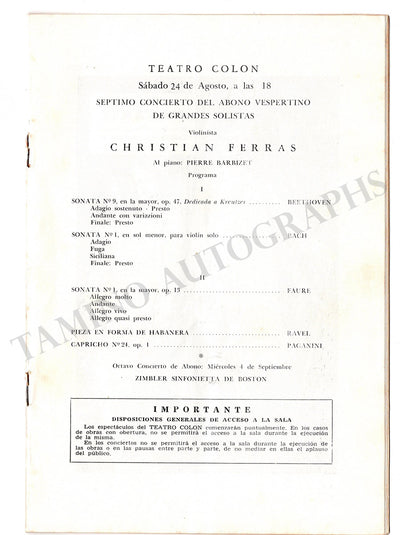 TEATRO COLON
Sábado 24 de Agosto, a las 18
SEPTIMO CONCIERTO DEL ABONO VESPERTINO
DE GRANDES SOLISTAS
Violinista
CHRISTIAN FERRAS
Al piano: PIERRE BARBIZET
Programa
I
SONATA Nº 9, en la mayor, op. 47, Dedicada a Kreutzer .......... BEETHOVEN
Adagio sostenuto - Presto
Andante con variazioni
Finale: Presto
SONATA Nº 1, en sol menor, para violín solo .......... BACH
Adagio
Fuga
Siciliana
Finale: Presto
II
SONATA Nº 1, en la mayor, op. 13 .......... FAURE
Allegro molto
Andante
Allegro vivo
Allegro quasi presto
PIEZA EN FORMA DE HABANERA .......... RAVEL
CAPRICHO Nº 24, op. 1 .......... PAGANINI
*
Octavo Concierto de Abono: Miércoles 4 de Septiembre
ZIMBLER SINFONIETTA DE BOSTON
IMPORTANTE
DISPOSICIONES GENERALES DE ACCESO A LA SALA
Los espectáculos del TEATRO COLON comenzarán puntualmente. En los casos
de obras con obertura, no se permitirá el acceso a la sala durante la ejecución
de la misma.
En los conciertos no se permitirá el acceso a la sala durante la ejecución de
las obras o en las pausas entre parte y parte, de no mediar en ellas el aplauso
del público.
TAMINO AUTOGRAPHS